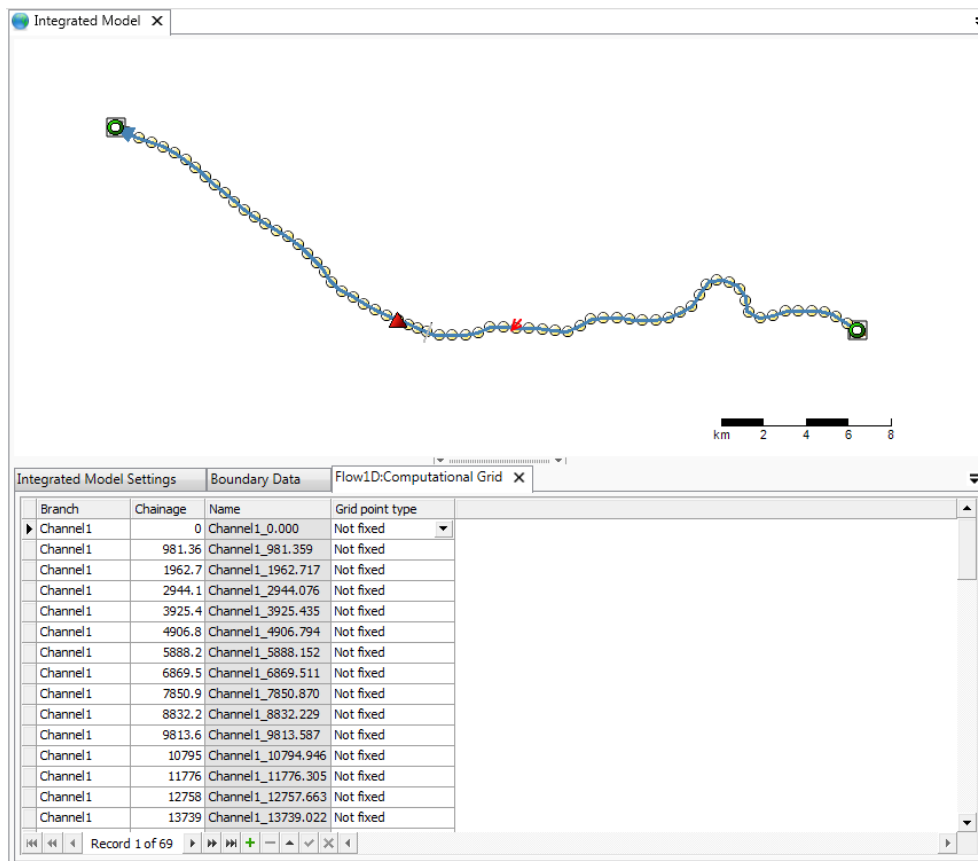 Integrated Model
km 2 4 6 8
Integrated Model Settings Boundary Data Flow1D:Computational Grid
Branch Chainage Name Grid point type
Channel1 0 Channel1_0.000 Not fixed
Channel1 981.36 Channel1_981.359 Not fixed
Channel1 1962.7 Channel1_1962.717 Not fixed
Channel1 2944.1 Channel1_2944.076 Not fixed
Channel1 3925.4 Channel1_3925.435 Not fixed
Channel1 4906.8 Channel1_4906.794 Not fixed
Channel1 5888.2 Channel1_5888.152 Not fixed
Channel1 6869.5 Channel1_6869.511 Not fixed
Channel1 7850.9 Channel1_7850.870 Not fixed
Channel1 8832.2 Channel1_8832.229 Not fixed
Channel1 9813.6 Channel1_9813.587 Not fixed
Channel1 10795 Channel1_10794.946 Not fixed
Channel1 11776 Channel1_11776.305 Not fixed
Channel1 12758 Channel1_12757.663 Not fixed
Channel1 13739 Channel1_13739.022 Not fixed
Record 1 of 69